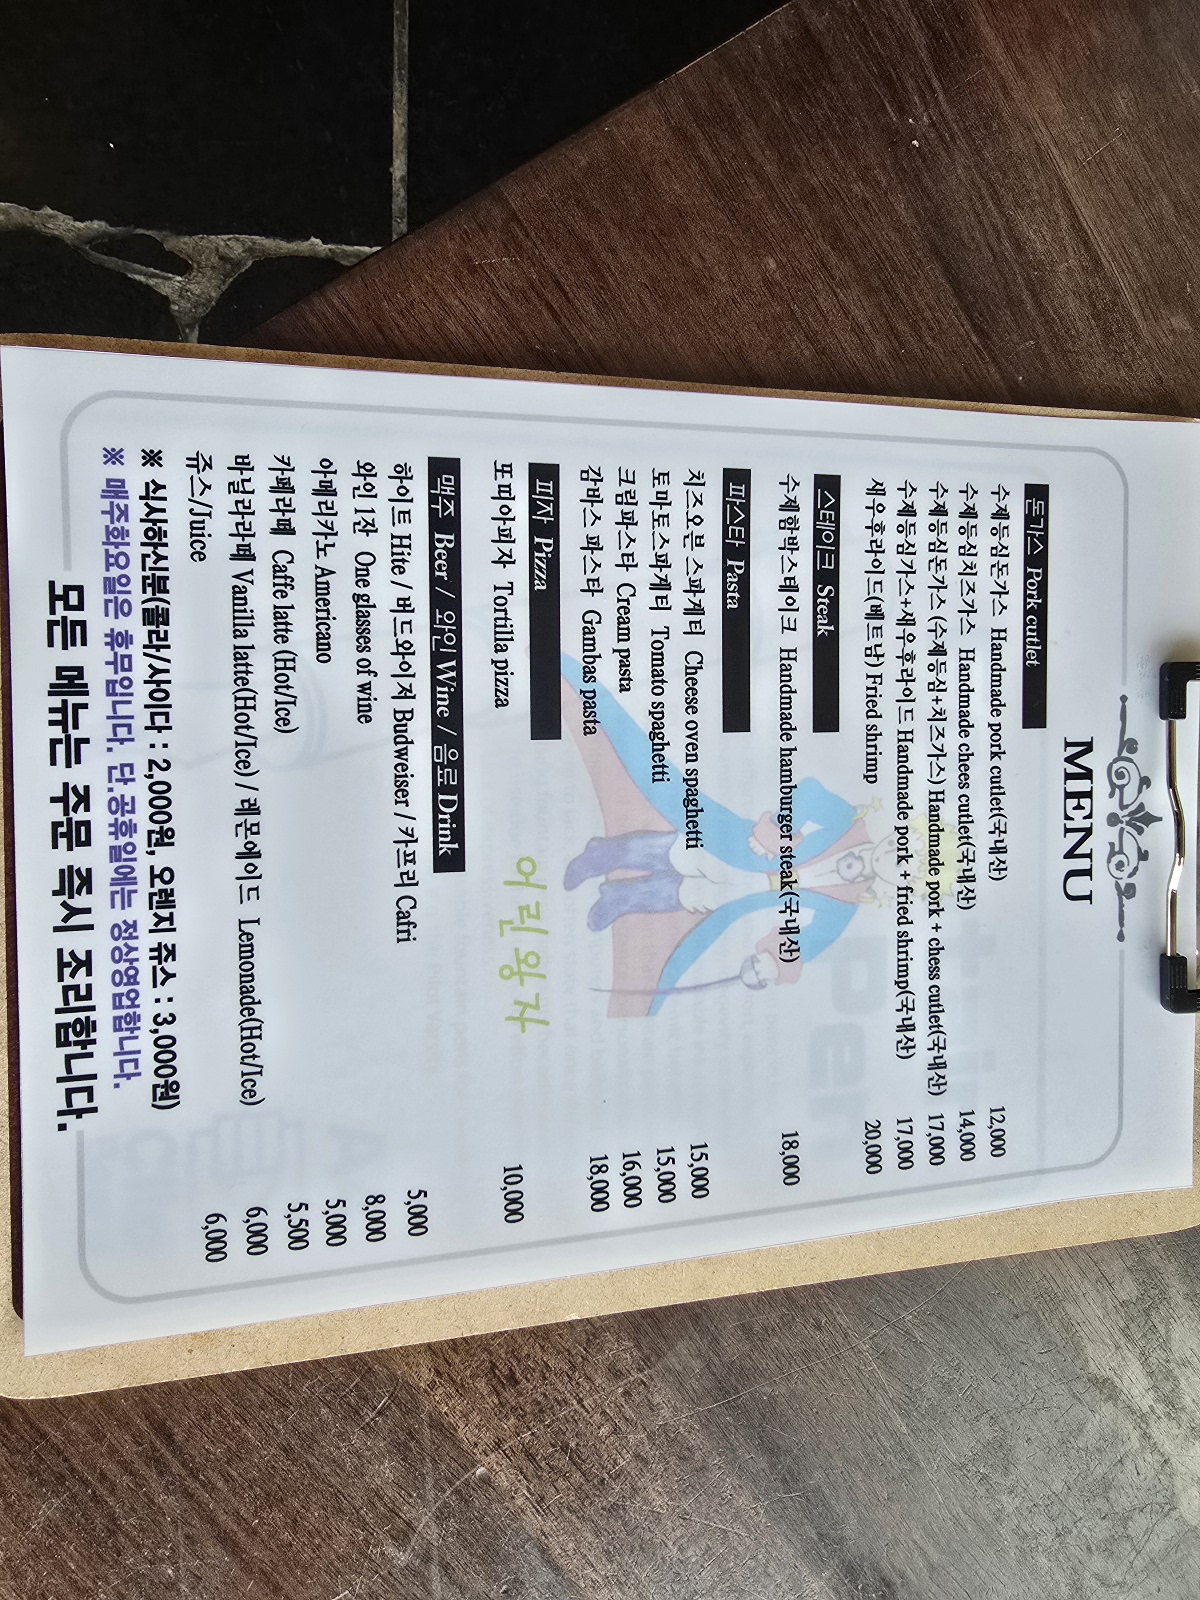 MENU
돈가스 Pork cutlet
수제등심돈가스 Handmade pork cutlet(국내산) 12,000
수제등심치즈가스 Handmade chees cutlet(국내산) 14,000
수제등심돈가스 (수제등심+치즈가스) Handmade pork + chess cutlet(국내산) 17,000
수제등심가스+새우후라이드 Handmade pork + fried shrimp(국내산) 17,000
새우후라이드(베트남) Fried shrimp 20,000
스테이크 Steak
수제함박스테이크 Handmade hamburger steak(국내산) 18,000
파스타 Pasta
치즈오븐스파게티 Cheese oven spaghetti 15,000
토마토스파게티 Tomato spaghetti 15,000
크림파스타 Cream pasta 16,000
감바스파스타 Gambas pasta 18,000
피자 Pizza
또띠아피자 Tortilla pizza 10,000
어린왕자
맥주 Beer / 와인 Wine / 음료 Drink
하이트 Hite / 버드와이저 Budweiser / 카프리 Cafri 5,000
와인 1잔 One glasses of wine 8,000
아메리카노 Americano 5,000
카페라떼 Caffe latte (Hot/Ice) 5,500
바닐라라떼 Vanilla latte(Hot/Ice) / 레몬에이드 Lemonade(Hot/Ice) 6,000
쥬스/Juice 6,000
※ 식사하신분(콜라/사이다 : 2,000원, 오렌지 쥬스 : 3,000원)
※ 매주화요일은 휴무입니다. 단.공휴일에는 정상영업합니다.
모든 메뉴는 주문 즉시 조리합니다.